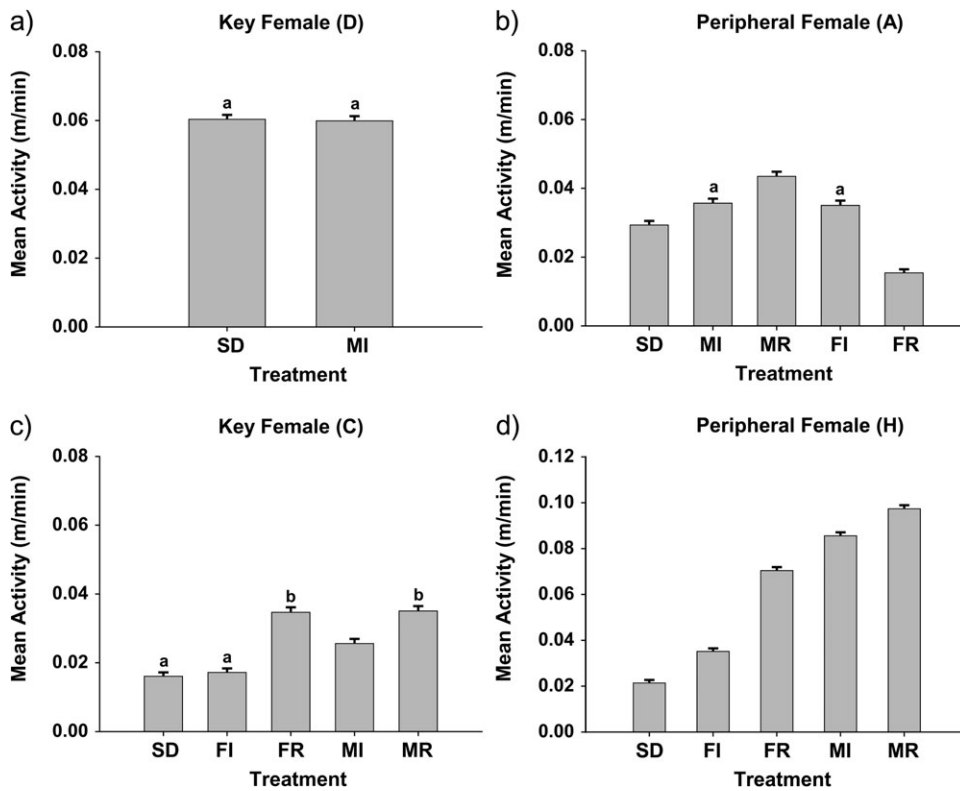 a)
Key Female (D)
Mean Activity (m/min)
0.08
0.06
0.04
0.02
0.00
a
a
SD MI
Treatment
b)
Peripheral Female (A)
Mean Activity (m/min)
0.08
0.06
0.04
0.02
0.00
a
a
SD MI MR FI FR
Treatment
c)
Key Female (C)
Mean Activity (m/min)
0.08
0.06
0.04
0.02
0.00
a
a
b
b
SD FI FR MI MR
Treatment
d)
Peripheral Female (H)
Mean Activity (m/min)
0.12
0.10
0.08
0.06
0.04
0.02
0.00
SD FI FR MI MR
Treatment